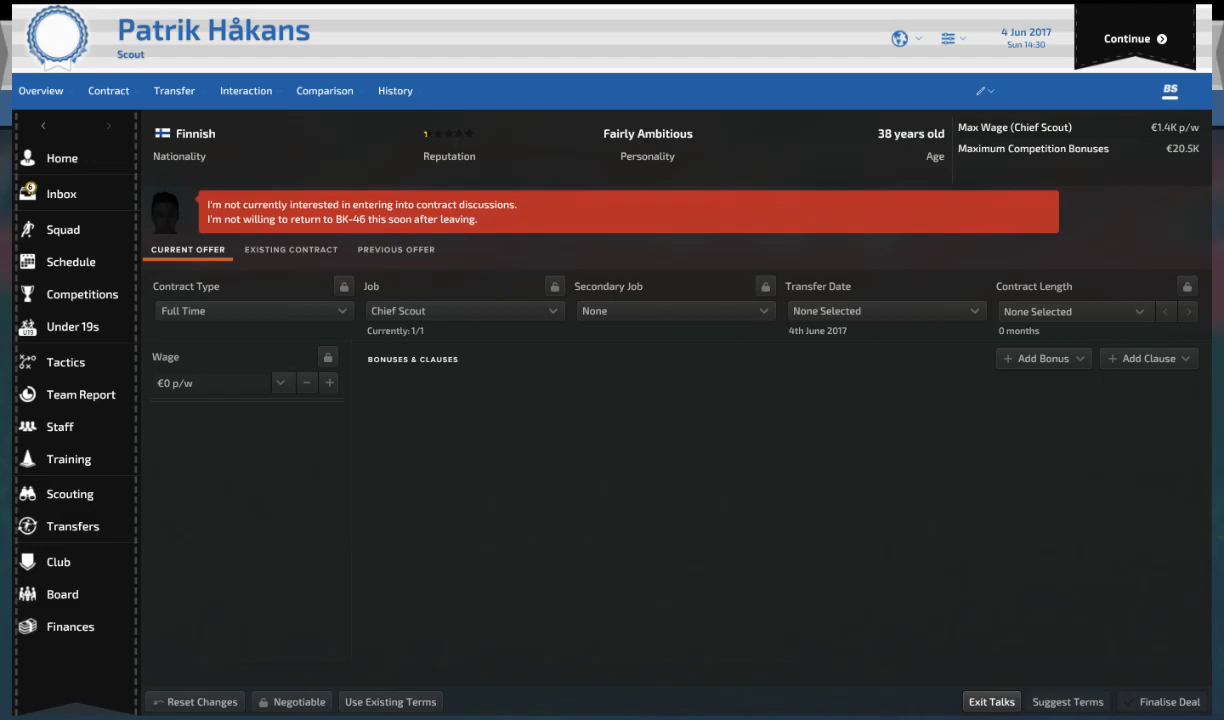 Patrik Håkans
Scout
4 Jun 2017
Sun 14:30
Continue
Overview Contract Transfer Interaction Comparison History
BS
Finnish
Nationality
1
Reputation
Fairly Ambitious
Personality
38 years old
Age
Max Wage (Chief Scout) €1.4K p/w
Maximum Competition Bonuses €20.5K
Home
6
Inbox
Squad
Schedule
Competitions
U19
Under 19s
Tactics
Team Report
Staff
Training
Scouting
Transfers
Club
Board
Finances
I'm not currently interested in entering into contract discussions.
I'm not willing to return to BK-46 this soon after leaving.
CURRENT OFFER EXISTING CONTRACT PREVIOUS OFFER
Contract Type
Full Time
Job
Chief Scout
Currently: 1/1
Secondary Job
None
Transfer Date
None Selected
4th June 2017
Contract Length
None Selected
0 months
Wage
€0 p/w
BONUSES & CLAUSES
+ Add Bonus
+ Add Clause
Reset Changes
Negotiable
Use Existing Terms
Exit Talks
Suggest Terms
Finalise Deal